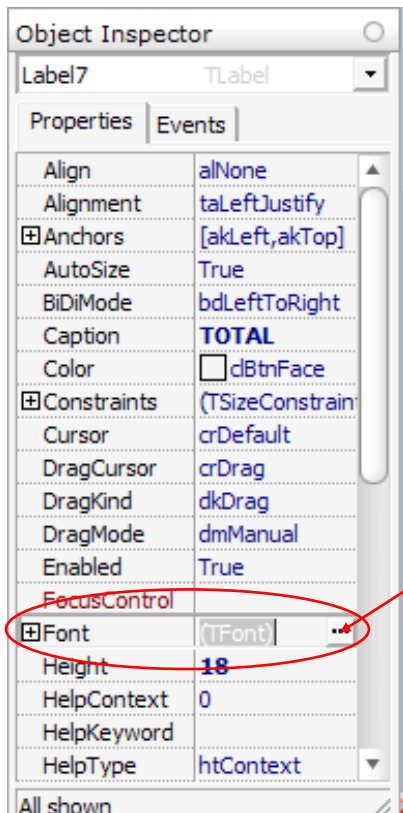 Object Inspector
Label7 TLabel
Properties Events
Align alNone
Alignment taLeftJustify
Anchors [akLeft,akTop]
AutoSize True
BiDiMode bdLeftToRight
Caption TOTAL
Color clBtnFace
Constraints (TSizeConstraint
Cursor crDefault
DragCursor crDrag
DragKind dkDrag
DragMode dmManual
Enabled True
FocusControl
Font (TFont) ...
Height 18
HelpContext 0
HelpKeyword
HelpType htContext
All shown